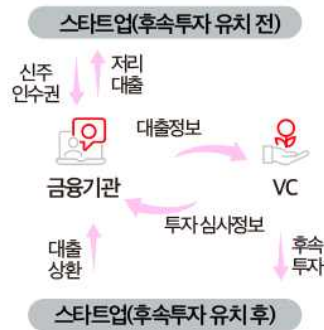 스타트업(후속투자 유치 전)
신주
인수권
저리
대출
대출정보
금융기관
VC
투자 심사정보
대출
상환
후속
투자
스타트업(후속투자 유치 후)